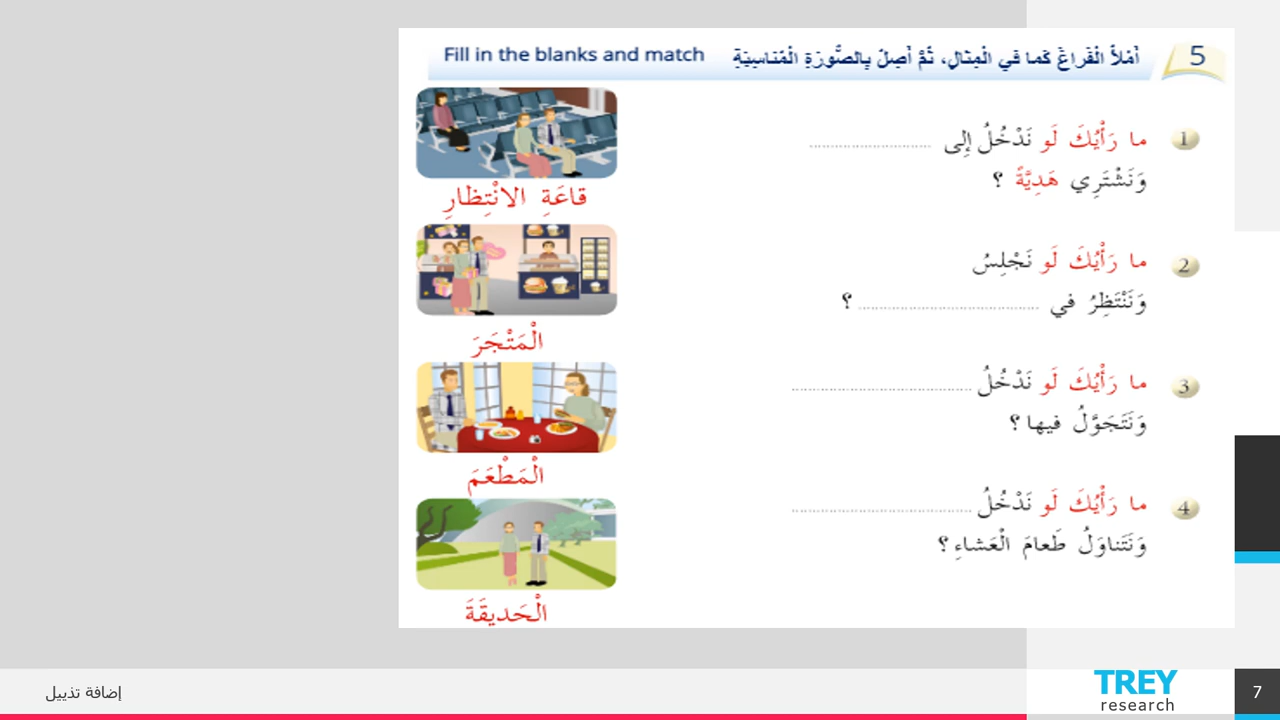 5 أَمْلَأُ الْفَراغَ كَما في الْمِثالِ، ثُمَّ أَصِلُ بِالصُّورَةِ الْمُناسِبَةِ Fill in the blanks and match
1 ما رَأْيُكَ لَو نَدْخُلُ إِلى ....................
وَنَشْتَرِي هَدِيَّةً ؟
2 ما رَأْيُكَ لَو نَجْلِسُ
وَنَنْتَظِرُ في .................... ؟
3 ما رَأْيُكَ لَو نَدْخُلُ ....................
وَنَتَجَوَّلُ فيها ؟
4 ما رَأْيُكَ لَو نَدْخُلُ ....................
وَنَتَناوَلُ طَعامَ الْعَشاءِ ؟
قاعَةِ الانْتِظارِ
الْمَتْجَرَ
الْمَطْعَمَ
الْحَديقَةَ
إضافة تذييل
TREY
research
7